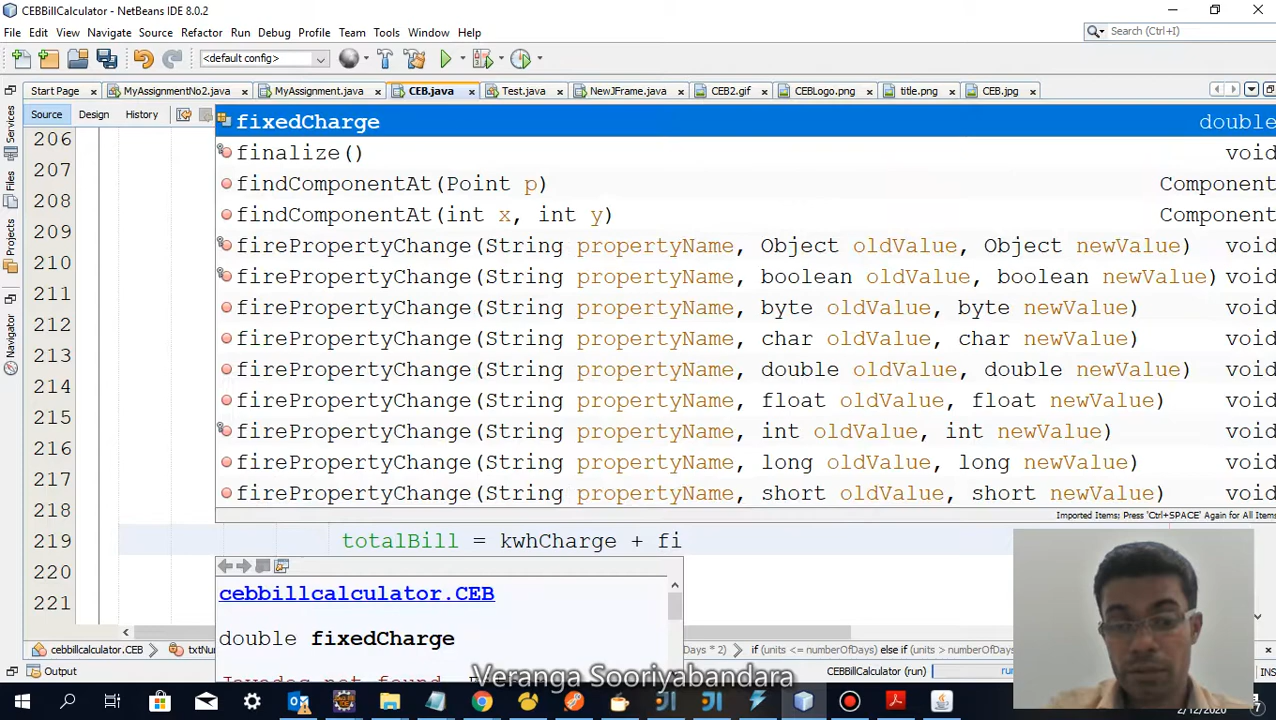 CEBBillCalculator - NetBeans IDE 8.0.2
File Edit View Navigate Source Refactor Run Debug Profile Team Tools Window Help
Search (Ctrl+I)
<default config>
Start Page MyAssignmentNo2.java MyAssignment.java CEB.java Test.java NewJFrame.java CEB2.gif CEBLogo.png title.png CEB.jpg
Source Design History
Services
Files
Projects
Navigator
206
207
208
209
210
211
212
213
214
215
216
217
218
fixedCharge double
finalize() void
findComponentAt(Point p) Component
findComponentAt(int x, int y) Component
firePropertyChange(String propertyName, Object oldValue, Object newValue) void
firePropertyChange(String propertyName, boolean oldValue, boolean newValue) void
firePropertyChange(String propertyName, byte oldValue, byte newValue) void
firePropertyChange(String propertyName, char oldValue, char newValue) void
firePropertyChange(String propertyName, double oldValue, double newValue) void
firePropertyChange(String propertyName, float oldValue, float newValue) void
firePropertyChange(String propertyName, int oldValue, int newValue) void
firePropertyChange(String propertyName, long oldValue, long newValue) void
firePropertyChange(String propertyName, short oldValue, short newValue) void
Imported Items: Press 'Ctrl+SPACE' Again for All Items
219 totalBill = kwhCharge + fi
220
221
cebbillcalculator.CEB
double fixedCharge
Javadoc not found.
cebbillcalculator.CEB
if (units <= numberOfDays) else if (units > numberOfDays
Output
CEBBillCalculator (run)
Veranga Sooriyabandara
2/12/2020